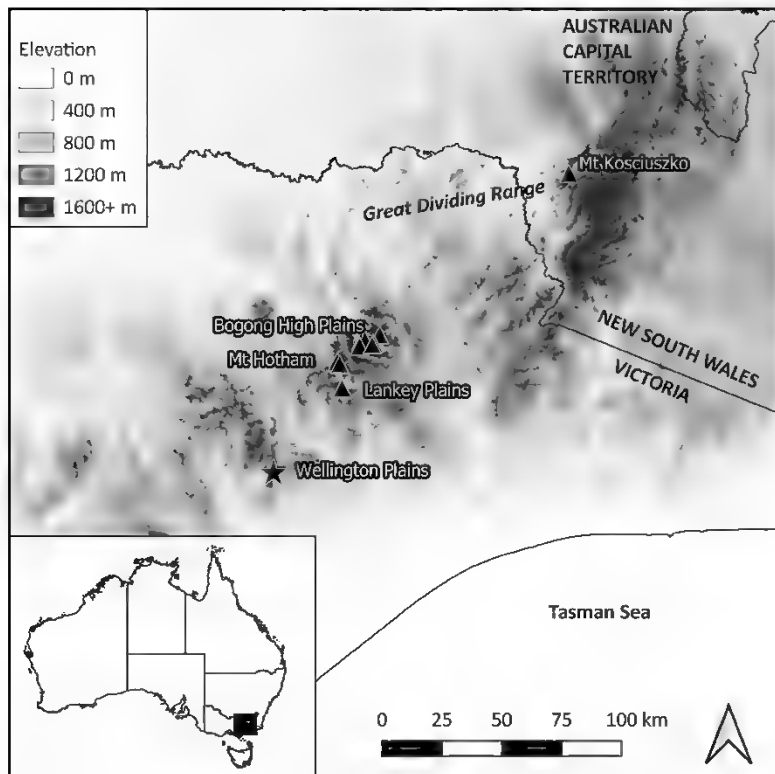 Elevation
0 m
400 m
800 m
1200 m
1600+ m
AUSTRALIAN
CAPITAL
TERRITORY
Mt Kosciuszko
Great Dividing Range
Bogong High Plains
Mt Hotham
Lankey Plains
NEW SOUTH WALES
VICTORIA
Wellington Plains
Tasman Sea
0 25 50 75 100 km